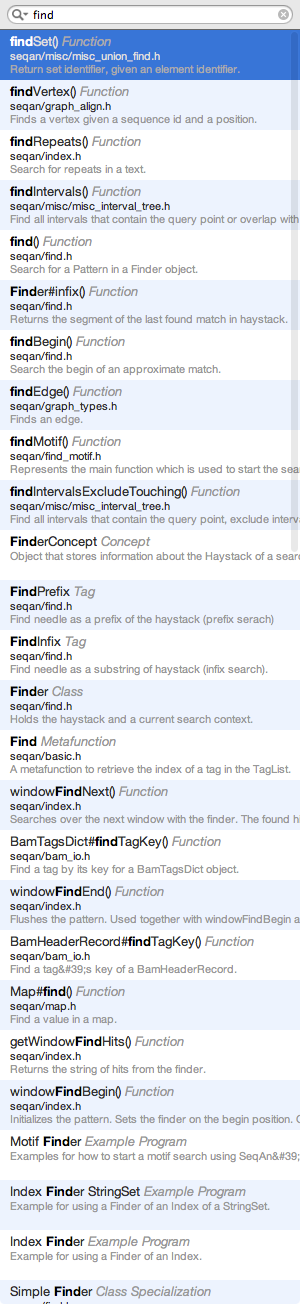 find
findSet() Function
seqan/misc/misc_union_find.h
Return set identifier, given an element identifier.
findVertex() Function
seqan/graph_align.h
Finds a vertex given a sequence id and a position.
findRepeats() Function
seqan/index.h
Search for repeats in a text.
findIntervals() Function
seqan/misc/misc_interval_tree.h
Find all intervals that contain the query point or overlap with
find() Function
seqan/find.h
Search for a Pattern in a Finder object.
Finder#infix() Function
seqan/find.h
Returns the segment of the last found match in haystack.
findBegin() Function
seqan/find.h
Search the begin of an approximate match.
findEdge() Function
seqan/graph_types.h
Finds an edge.
findMotif() Function
seqan/find_motif.h
Represents the main function which is used to start the sea
findIntervalsExcludeTouching() Function
seqan/misc/misc_interval_tree.h
Find all intervals that contain the query point, exclude interv
FinderConcept Concept
Object that stores information about the Haystack of a sear
FindPrefix Tag
seqan/find.h
Find needle as a prefix of the haystack (prefix serach)
FindInfix Tag
seqan/find.h
Find needle as a substring of haystack (infix search).
Finder Class
seqan/find.h
Holds the haystack and a current search context.
Find Metafunction
seqan/basic.h
A metafunction to retrieve the index of a tag in the TagList.
windowFindNext() Function
seqan/index.h
Searches over the next window with the finder. The found hi
BamTagsDict#findTagKey() Function
seqan/bam_io.h
Find a tag by its key for a BamTagsDict object.
windowFindEnd() Function
seqan/index.h
Flushes the pattern. Used together with windowFindBegin a
BamHeaderRecord#findTagKey() Function
seqan/bam_io.h
Find a tag&#39;s key of a BamHeaderRecord.
Map#find() Function
seqan/map.h
Find a value in a map.
getWindowFindHits() Function
seqan/index.h
Returns the string of hits from the finder.
windowFindBegin() Function
seqan/index.h
Initializes the pattern. Sets the finder on the begin position.
Motif Finder Example Program
Examples for how to start a motif search using SeqAn&#39;
Index Finder StringSet Example Program
Example for using a Finder of an Index of a StringSet.
Index Finder Example Program
Example for using a Finder of an Index.
Simple Finder Class Specialization